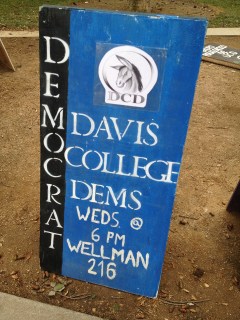 DEMOCRAT
DCD
DAVIS
COLLEGE
DEMS
WEDS. @
6 PM
WELLMAN
216